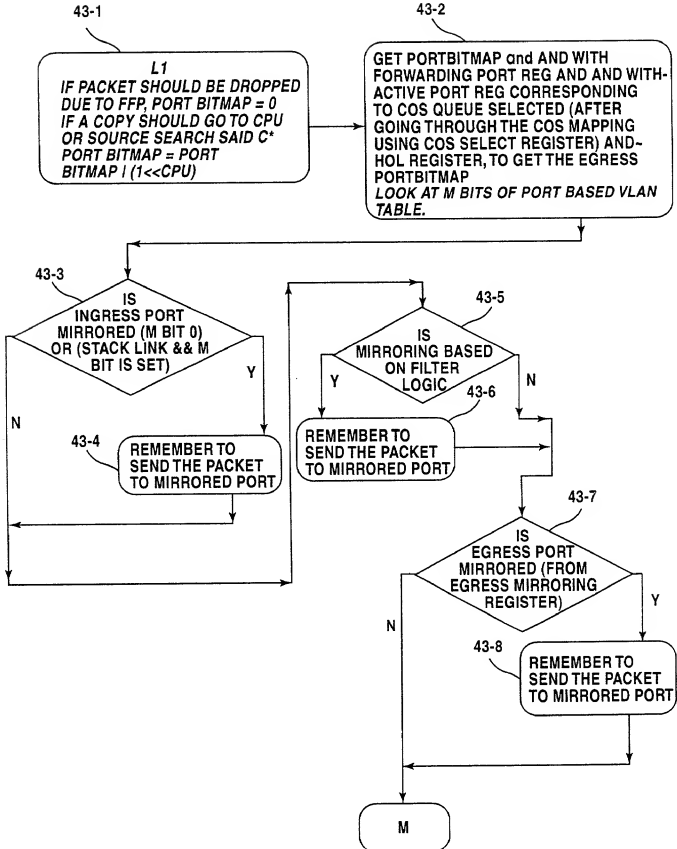 43-1
L1
IF PACKET SHOULD BE DROPPED
DUE TO FFP, PORT BITMAP = 0
IF A COPY SHOULD GO TO CPU
OR SOURCE SEARCH SAID C*
PORT BITMAP = PORT
BITMAP | (1<<CPU)
43-2
GET PORTBITMAP and AND WITH
FORWARDING PORT REG AND AND WITH-
ACTIVE PORT REG CORRESPONDING
TO COS QUEUE SELECTED (AFTER
GOING THROUGH THE COS MAPPING
USING COS SELECT REGISTER) AND~
HOL REGISTER, TO GET THE EGRESS
PORTBITMAP
LOOK AT M BITS OF PORT BASED VLAN
TABLE.
43-3
IS
INGRESS PORT
MIRRORED (M BIT 0)
OR (STACK LINK && M
BIT IS SET)
Y
N
43-4
REMEMBER TO
SEND THE PACKET
TO MIRRORED PORT
43-5
IS
MIRRORING BASED
ON FILTER
LOGIC
Y
N
43-6
REMEMBER TO
SEND THE PACKET
TO MIRRORED PORT
43-7
IS
EGRESS PORT
MIRRORED (FROM
EGRESS MIRRORING
REGISTER)
Y
N
43-8
REMEMBER TO
SEND THE PACKET
TO MIRRORED PORT
M